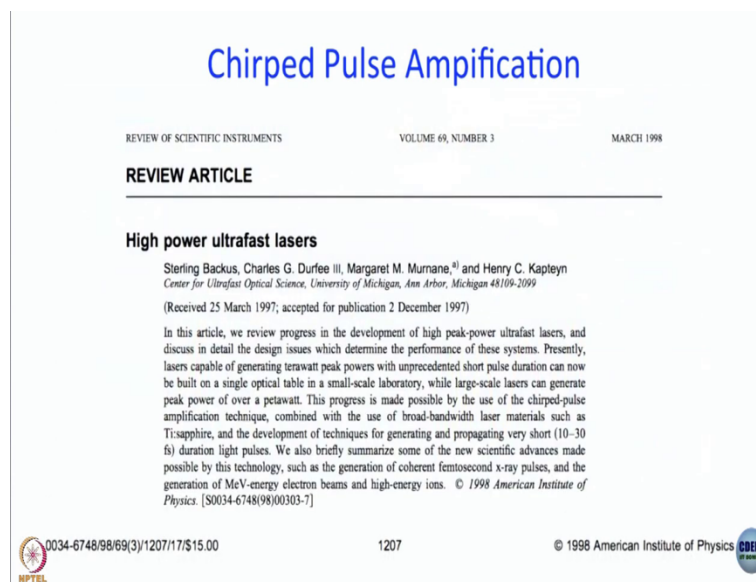 Chirped Pulse Ampification
REVIEW OF SCIENTIFIC INSTRUMENTS VOLUME 69, NUMBER 3 MARCH 1998
REVIEW ARTICLE
High power ultrafast lasers
Sterling Backus, Charles G. Durfee III, Margaret M. Murnane,a) and Henry C. Kapteyn
Center for Ultrafast Optical Science, University of Michigan, Ann Arbor, Michigan 48109-2099
(Received 25 March 1997; accepted for publication 2 December 1997)
In this article, we review progress in the development of high peak-power ultrafast lasers, and
discuss in detail the design issues which determine the performance of these systems. Presently,
lasers capable of generating terawatt peak powers with unprecedented short pulse duration can now
be built on a single optical table in a small-scale laboratory, while large-scale lasers can generate
peak power of over a petawatt. This progress is made possible by the use of the chirped-pulse
amplification technique, combined with the use of broad-bandwidth laser materials such as
Ti:sapphire, and the development of techniques for generating and propagating very short (10–30
fs) duration light pulses. We also briefly summarize some of the new scientific advances made
possible by this technology, such as the generation of coherent femtosecond x-ray pulses, and the
generation of MeV-energy electron beams and high-energy ions. © 1998 American Institute of
Physics. [S0034-6748(98)00303-7]
0034-6748/98/69(3)/1207/17/$15.00 1207 © 1998 American Institute of Physics
NPTEL